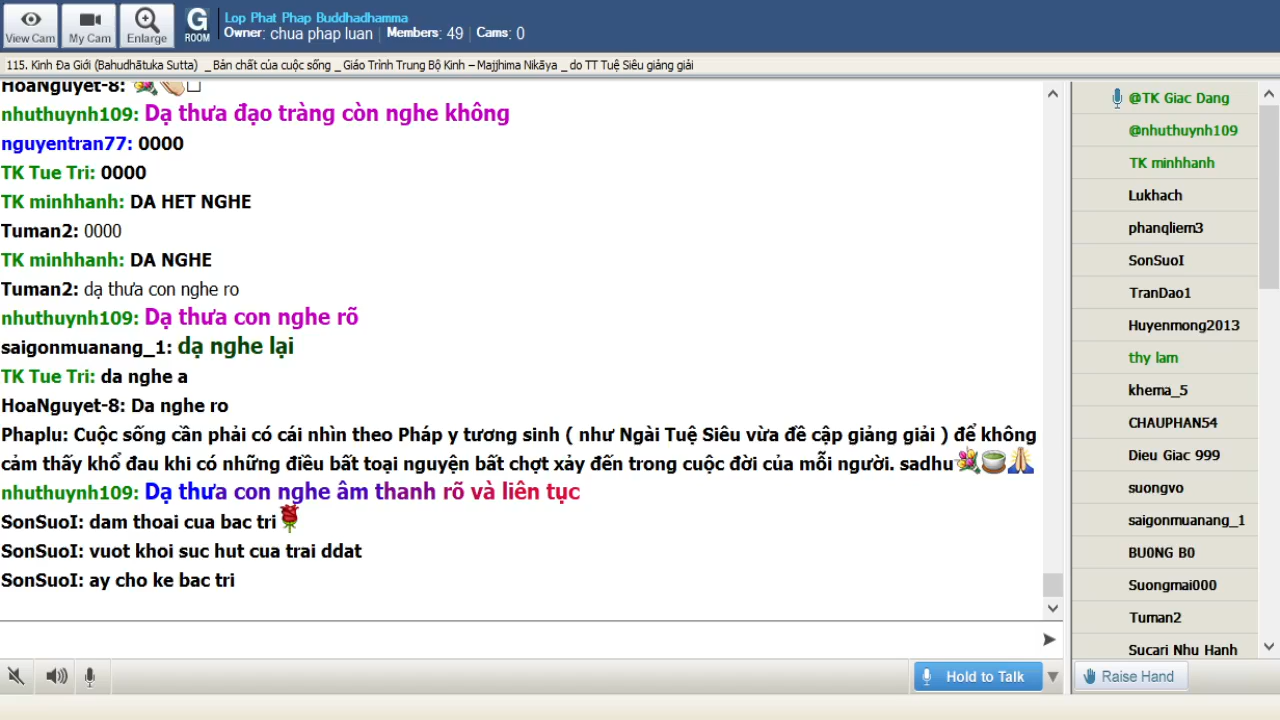 View Cam
My Cam
Enlarge
G
ROOM
Lop Phat Phap Buddhadhamma
Owner: chua phap luan Members: 49 Cams: 0
115. Kinh Đa Giới (Bahudhātuka Sutta) _ Bản chất của cuộc sống _ Giáo Trình Trung Bộ Kinh – Majjhima Nikāya _ do TT Tuệ Siêu giảng giải
HoaNguyet-8:
nhuthuynh109: Dạ thưa đạo tràng còn nghe không
nguyentran77: 0000
TK Tue Tri: 0000
TK minhhanh: DA HET NGHE
Tuman2: 0000
TK minhhanh: DA NGHE
Tuman2: dạ thưa con nghe ro
nhuthuynh109: Dạ thưa con nghe rõ
saigonmuanang_1: dạ nghe lại
TK Tue Tri: da nghe a
HoaNguyet-8: Da nghe ro
Phaplu: Cuộc sống cần phải có cái nhìn theo Pháp y tương sinh ( như Ngài Tuệ Siêu vừa đề cập giảng giải ) để không
cảm thấy khổ đau khi có những điều bất toại nguyện bất chợt xảy đến trong cuộc đời của mỗi người. sadhu
nhuthuynh109: Dạ thưa con nghe âm thanh rõ và liên tục
SonSuoI: dam thoai cua bac tri
SonSuoI: vuot khoi suc hut cua trai ddat
SonSuoI: ay cho ke bac tri
@TK Giac Dang
@nhuthuynh109
TK minhhanh
Lukhach
phanqliem3
SonSuoI
TranDao1
Huyenmong2013
thy lam
khema_5
CHAUPHAN54
Dieu Giac 999
suongvo
saigonmuanang_1
BU0NG B0
Suongmai000
Tuman2
Sucari Nhu Hanh
Hold to Talk
Raise Hand